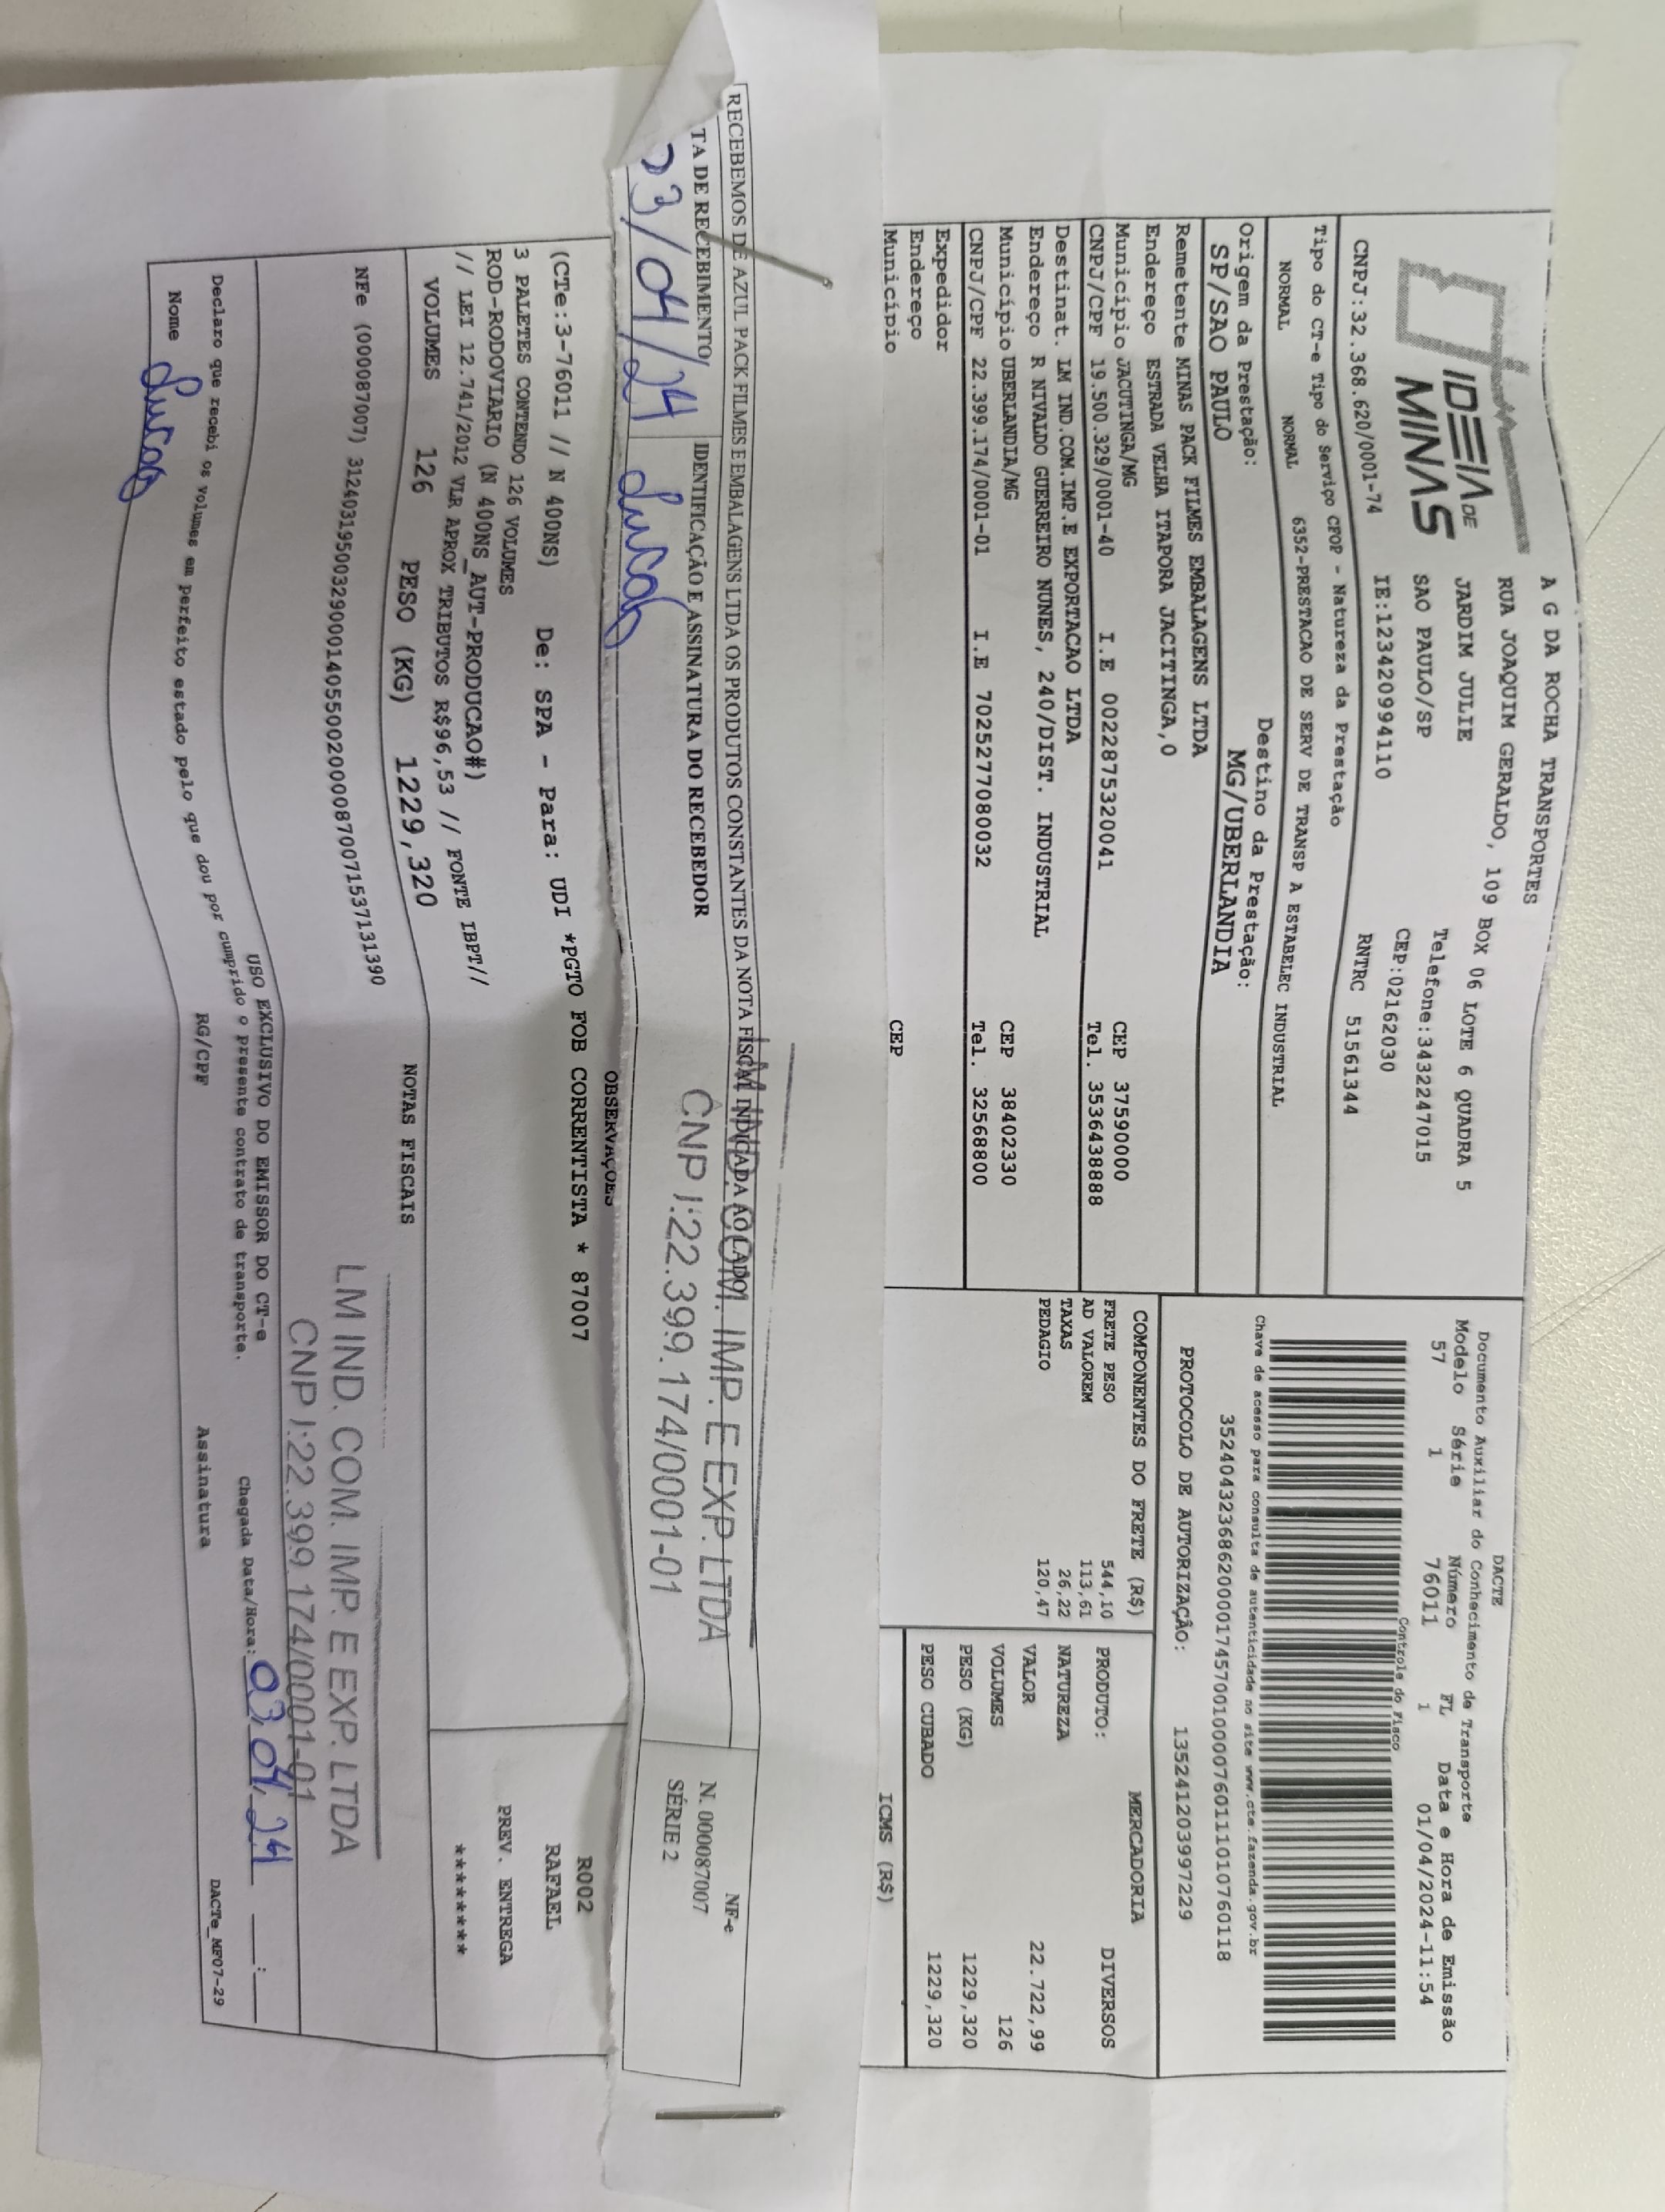 IDEIA DE
MINAS
A G DA ROCHA TRANSPORTES
RUA JOAQUIM GERALDO, 109 BOX 06 LOTE 6 QUADRA 5
JARDIM JULIE Telefone:3432247015
SAO PAULO/SP CEP:02162030
CNPJ:32.368.620/0001-74 IE:123420994110 RNTRC 51561344
Tipo do CT-e Tipo do Serviço CFOP - Natureza da Prestação
NORMAL NORMAL 6352-PRESTACAO DE SERV DE TRANSP A ESTABELEC INDUSTRIAL
Origem da Prestação: Destino da Prestação:
SP/SAO PAULO MG/UBERLANDIA
Remetente MINAS PACK FILMES EMBALAGENS LTDA
Endereço ESTRADA VELHA ITAPORA JACITINGA,0
Município JACUTINGA/MG CEP 37590000
CNPJ/CPF 19.500.329/0001-40 I.E 0022875320041 Tel. 3536438888
Destinat. LM IND.COM.IMP.E EXPORTACAO LTDA
Endereço R NIVALDO GUERREIRO NUNES, 240/DIST. INDUSTRIAL
Município UBERLANDIA/MG CEP 38402330
CNPJ/CPF 22.399.174/0001-01 I.E 7025277080032 Tel. 32568800
Expedidor
Endereço
Município CEP
DACTE
Documento Auxiliar do Conhecimento de Transporte
Modelo Série Número FL Data e Hora de Emissão
57 1 76011 1 01/04/2024-11:54
Controle do Fisco
Chave de acesso para consulta de autenticidade no site www.cte.fazenda.gov.br
35240432368620000174570010000760111010760118
PROTOCOLO DE AUTORIZAÇÃO: 135241203997229
COMPONENTES DO FRETE (R$)
FRETE PESO 544,10
AD VALOREM 113,61
TAXAS 26,22
PEDAGIO 120,47
MERCADORIA
PRODUTO: DIVERSOS
NATUREZA
VALOR 22.722,99
VOLUMES 126
PESO (KG) 1229,320
PESO CUBADO 1229,320
ICMS (R$)
RECEBEMOS DE AZUL PACK FILMES E EMBALAGENS LTDA OS PRODUTOS CONSTANTES DA NOTA FISCAL INDICADA AO LADO
TA DE RECEBIMENTO IDENTIFICAÇÃO E ASSINATURA DO RECEBEDOR
03/04/24 Lucas
COM. IMP. E EXP. LTDA
CNPJ:22.399.174/0001-01
NF-e
N. 000087007
SÉRIE 2
OBSERVAÇÕES
(CTe:3-76011 // N 400NS) De: SPA - Para: UDI *PGTO FOB CORRENTISTA * 87007
3 PALETES CONTENDO 126 VOLUMES
ROD-RODOVIARIO (N 400NS_AUT-PRODUCAO#)
// LEI 12.741/2012 VLR APROX TRIBUTOS R$96,53 // FONTE IBPT//
R002
RAFAEL
PREV. ENTREGA
********
VOLUMES 126 PESO (KG) 1229,320
NOTAS FISCAIS
NFe (000087007) 31240319500329000140550020000870071537131390
LM IND. COM. IMP. E EXP. LTDA
CNPJ:22.399.174/0001-01
USO EXCLUSIVO DO EMISSOR DO CT-e
Declaro que recebi os volumes em perfeito estado pelo que dou por cumprido o presente contrato de transporte.
Chegada Data/Hora: 03,04,24 __:__
Nome Lucas RG/CPF Assinatura
DACTe_MF07-29